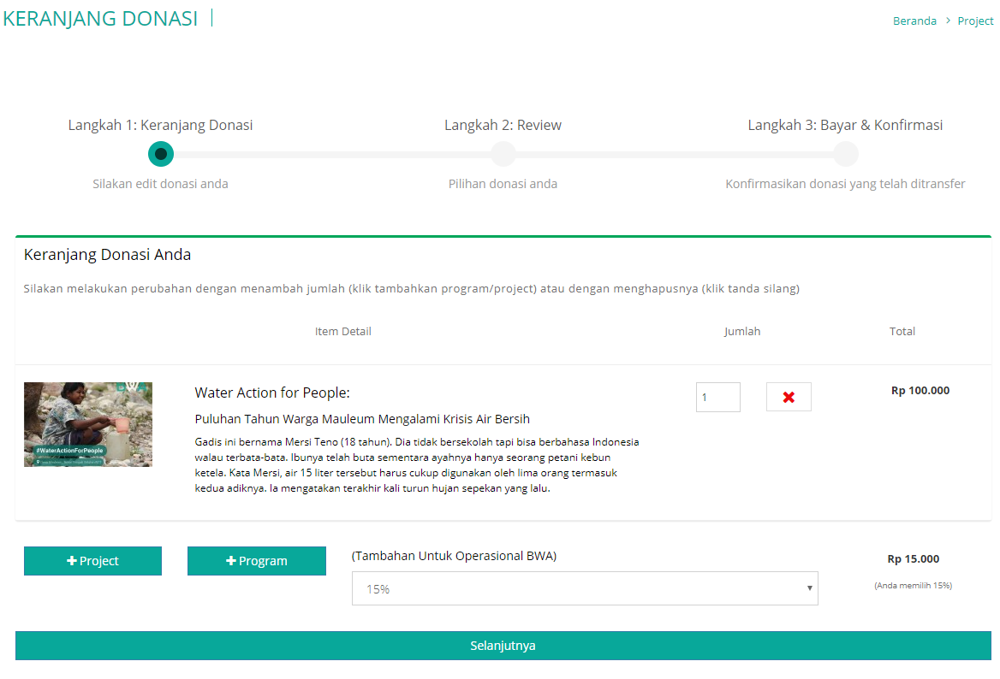 KERANJANG DONASI
Beranda > Project
Langkah 1: Keranjang Donasi
Langkah 2: Review
Langkah 3: Bayar & Konfirmasi
Silakan edit donasi anda
Pilihan donasi anda
Konfirmasikan donasi yang telah ditransfer
Keranjang Donasi Anda
Silakan melakukan perubahan dengan menambah jumlah (klik tambahkan program/project) atau dengan menghapusnya (klik tanda silang)
Item Detail
Jumlah
Total
BWA
#WaterActionForPeople
Water Action for People:
Puluhan Tahun Warga Mauleum Mengalami Krisis Air Bersih
Gadis ini bernama Mersi Teno (18 tahun). Dia tidak bersekolah tapi bisa berbahasa Indonesia
walau terbata-bata. Ibunya telah buta sementara ayahnya hanya seorang petani kebun
ketela. Kata Mersi, air 15 liter tersebut harus cukup digunakan oleh lima orang termasuk
kedua adiknya. Ia mengatakan terakhir kali turun hujan sepekan yang lalu.
1
Rp 100.000
Project
Program
(Tambahan Untuk Operasional BWA)
15%
Rp 15.000
(Anda memilih 15%)
Selanjutnya